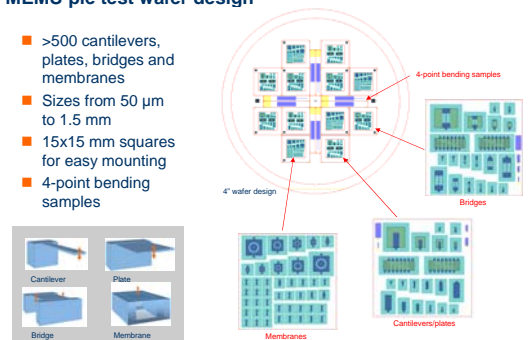 MEMO pie test wafer design
>500 cantilevers,
plates, bridges and
membranes
Sizes from 50 µm
to 1.5 mm
15x15 mm squares
for easy mounting
4-point bending
samples
4-point bending samples
4" wafer design
Bridges
Cantilever
Plate
Bridge
Membrane
Membranes
Cantilevers/plates